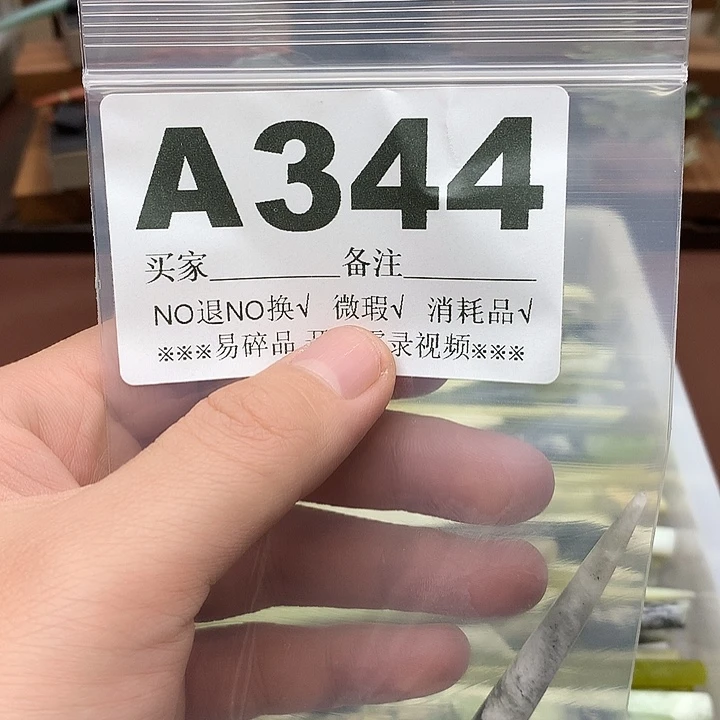 A344
买家________备注________
NO退NO换√ 微瑕√ 消耗品√
※※※易碎品 开 需录视频※※※